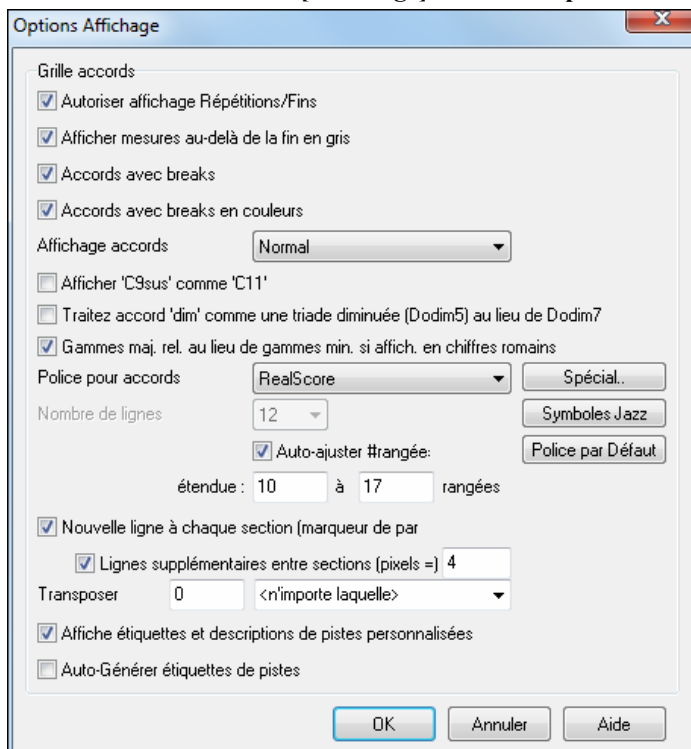 Options Affichage
Grille accords
Autoriser affichage Répétitions/Fins
Afficher mesures au-delà de la fin en gris
Accords avec breaks
Accords avec breaks en couleurs
Affichage accords Normal
Afficher 'C9sus' comme 'C11'
Traitez accord 'dim' comme une triade diminuée (Dodim5) au lieu de Dodim7
Gammes maj. rel. au lieu de gammes min. si affich. en chiffres romains
Police pour accords RealScore Spécial..
Nombre de lignes 12 Symboles Jazz
Auto-ajuster #rangée: Police par Défaut
étendue : 10 à 17 rangées
Nouvelle ligne à chaque section (marqueur de par
Lignes supplémentaires entre sections (pixels =) 4
Transposer 0 <n'importe laquelle>
Affiche étiquettes et descriptions de pistes personnalisées
Auto-Générer étiquettes de pistes
OK Annuler Aide